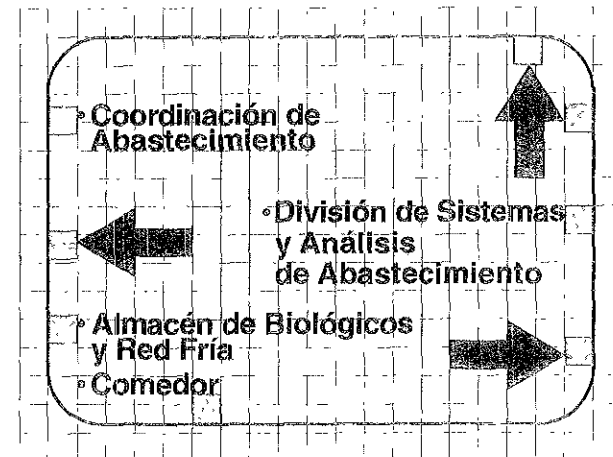 • Coordinación de
Abastecimiento
• División de Sistemas
y Análisis
de Abastecimiento
• Almacén de Biológicos
y Red Fría
• Comedor